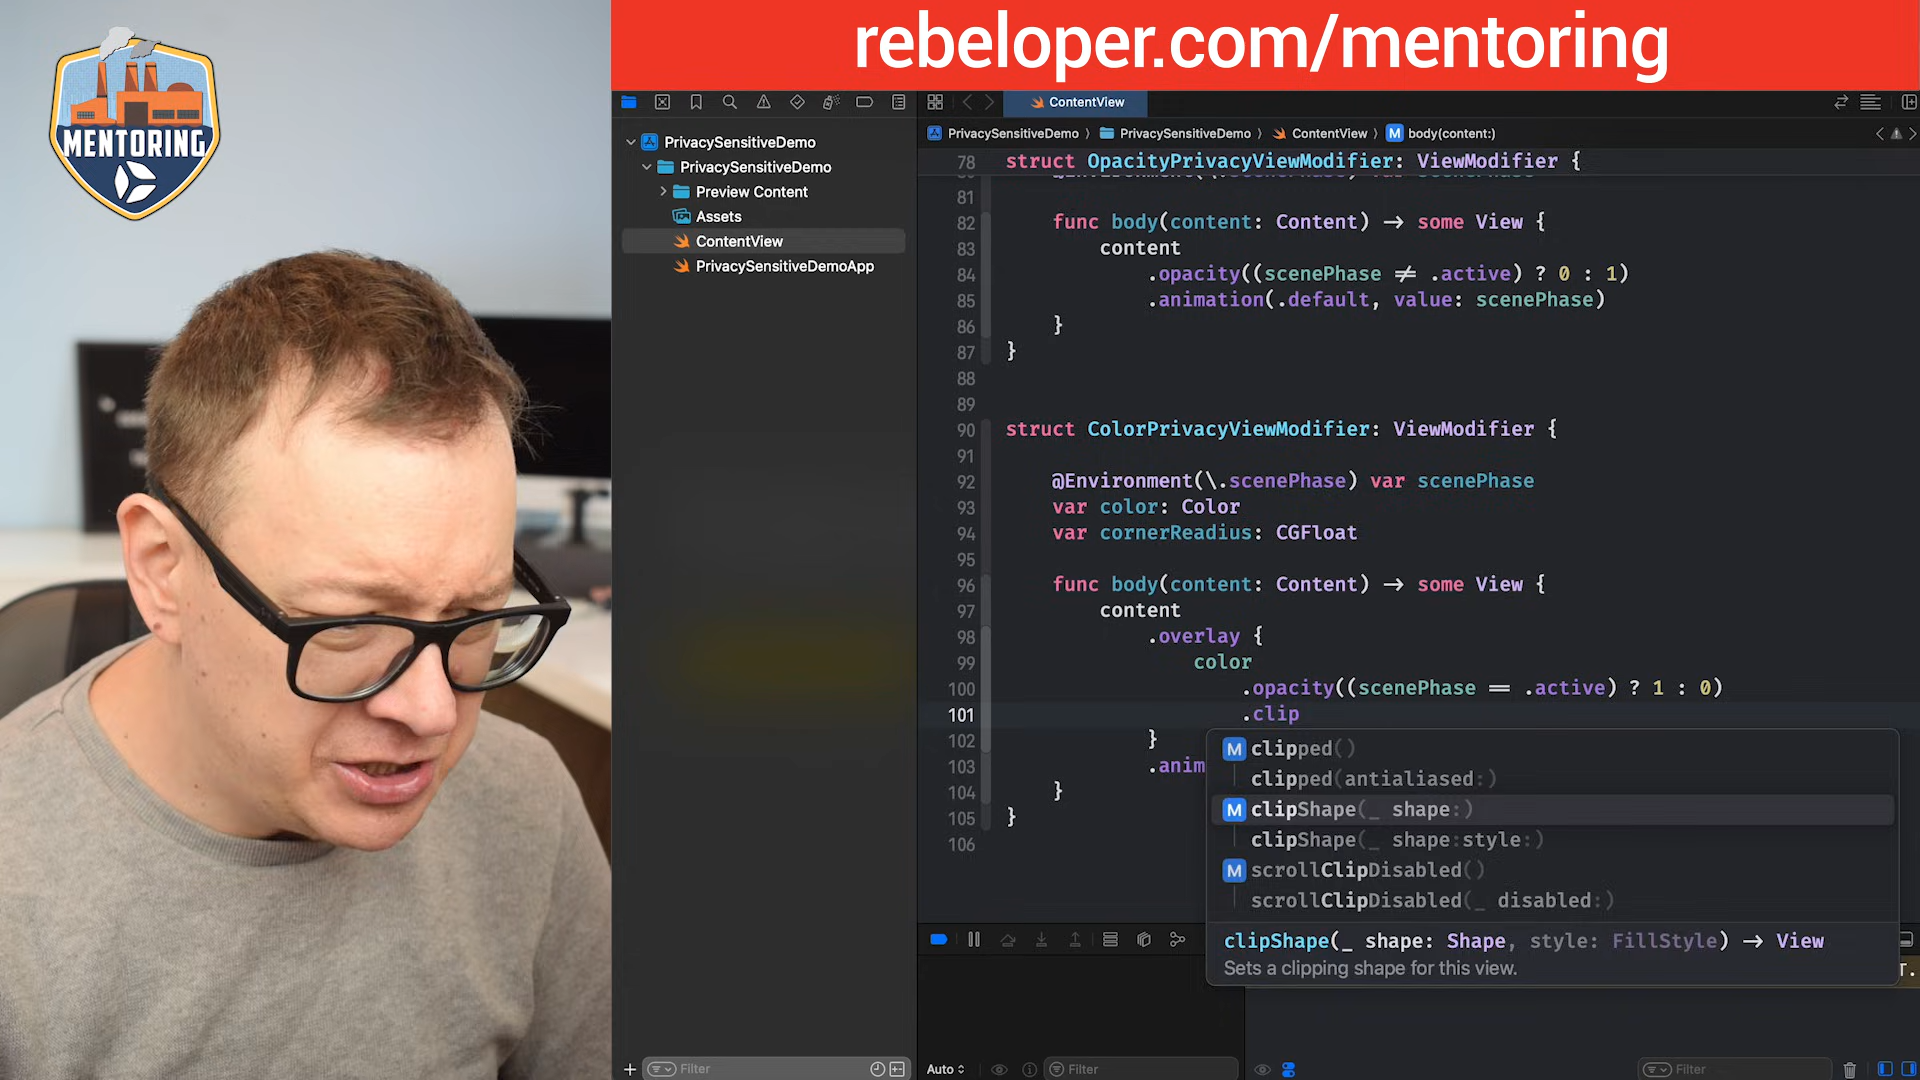 rebeloper.com/mentoring
MENTORING
PrivacySensitiveDemo
PrivacySensitiveDemo
Preview Content
Assets
ContentView
PrivacySensitiveDemoApp
ContentView
PrivacySensitiveDemo 〉 PrivacySensitiveDemo 〉 ContentView 〉 M body(content:)
78 struct OpacityPrivacyViewModifier: ViewModifier {
81
82 func body(content: Content) -> some View {
83 content
84 .opacity((scenePhase != .active) ? 0 : 1)
85 .animation(.default, value: scenePhase)
86 }
87 }
88
89
90 struct ColorPrivacyViewModifier: ViewModifier {
91
92 @Environment(\.scenePhase) var scenePhase
93 var color: Color
94 var cornerReadius: CGFloat
95
96 func body(content: Content) -> some View {
97 content
98 .overlay {
99 color
100 .opacity((scenePhase == .active) ? 1 : 0)
101 .clip
102 }
103 .anim
104 }
105 }
106
M clipped()
clipped(antialiased:)
M clipShape(_ shape:)
clipShape(_ shape:style:)
M scrollClipDisabled()
scrollClipDisabled(_ disabled:)
clipShape(_ shape: Shape, style: FillStyle) -> View
Sets a clipping shape for this view.
Filter
Auto
Filter
Filter